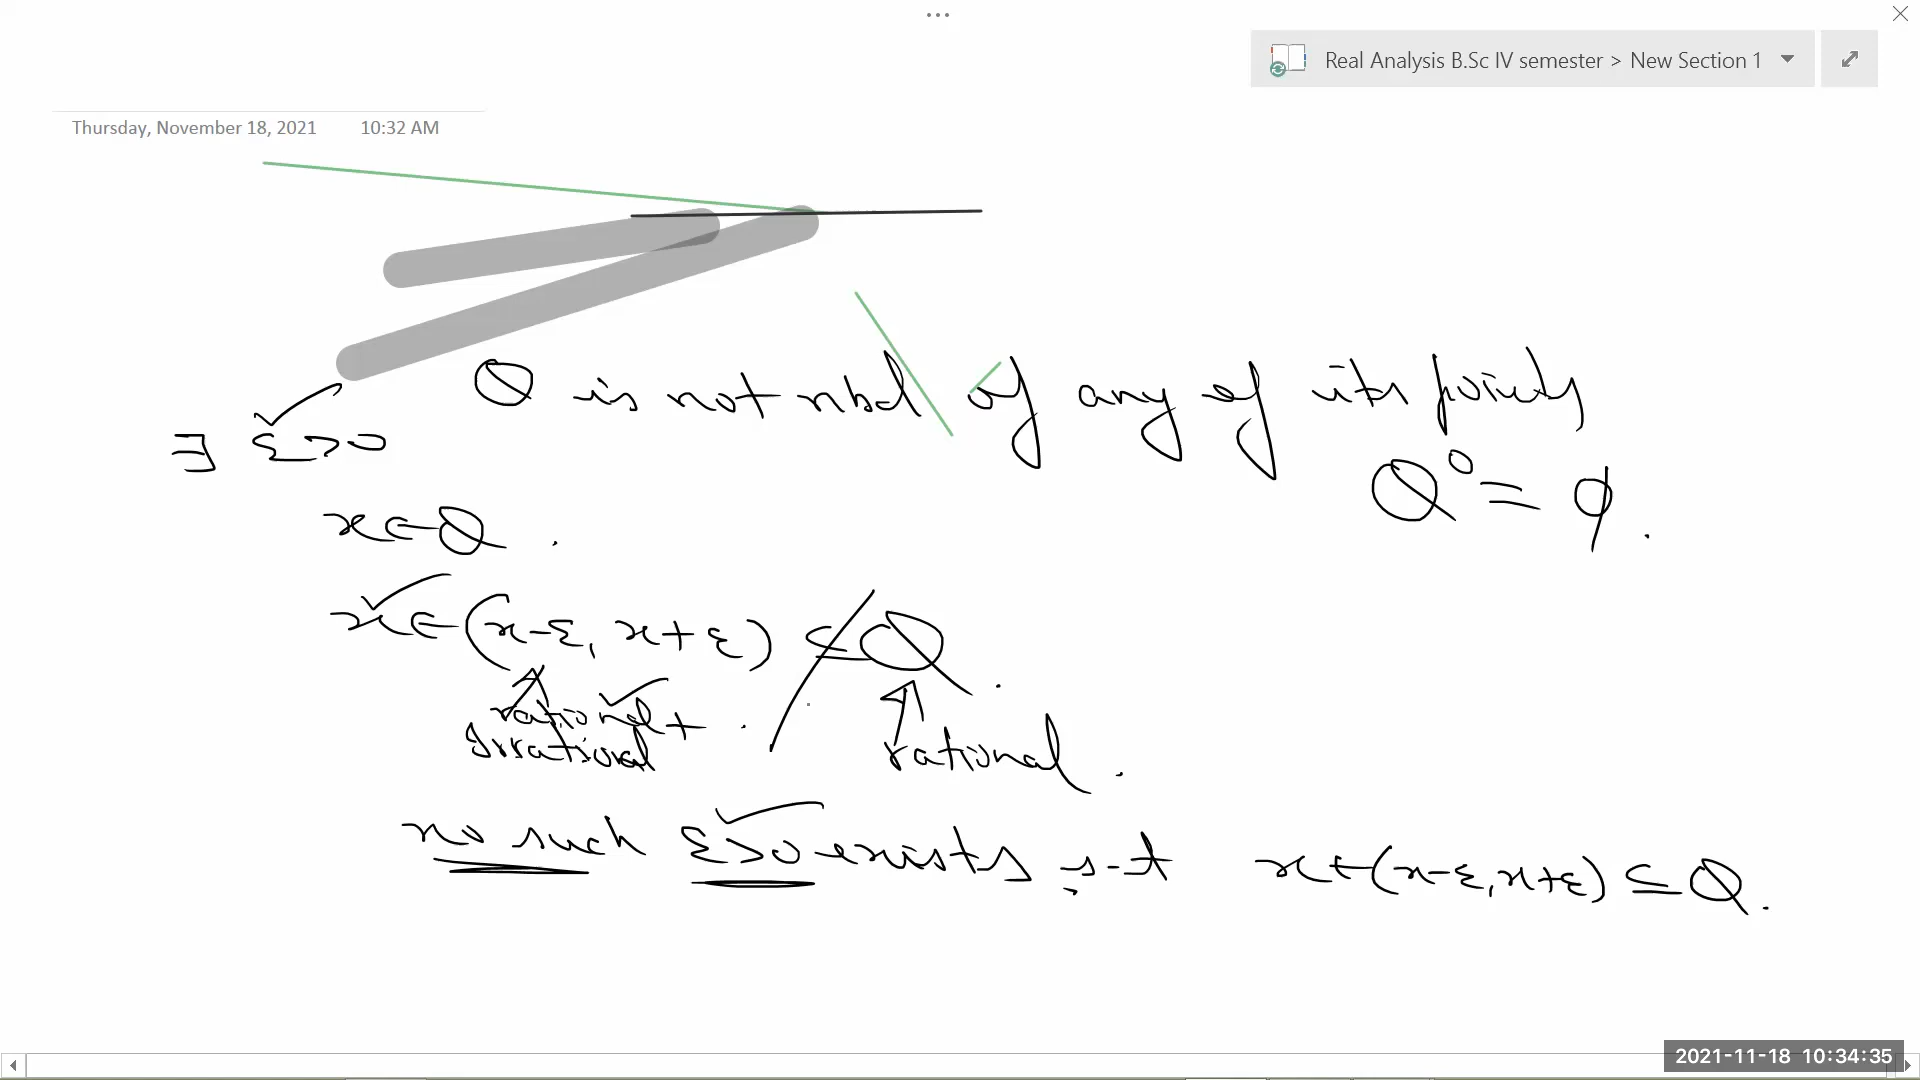 Real Analysis B.Sc IV semester > New Section 1
Thursday, November 18, 2021 10:32 AM
Q is not nbd of any of its points
∃ ε>0
Q° = ϕ.
x∈Q.
x∈(x-ε, x+ε) ⊄ Q.
rational +
Irrational
rational.
no such ε>0 exists s.t x∈(x-ε, x+ε) ⊆ Q.
2021-11-18 10:34:35